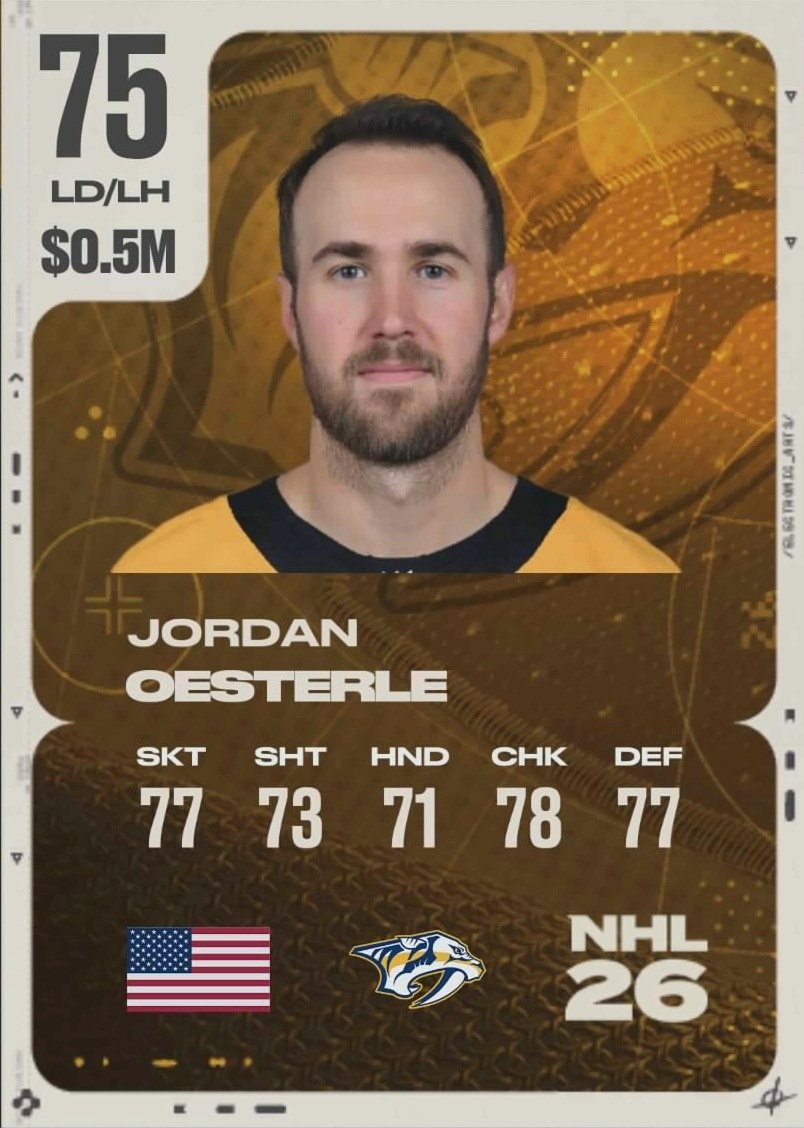 75
LD/LH
$0.5M
/ELECTRONIC_ARTS/
JORDAN
OESTERLE
SKT SHT HND CHK DEF
77 73 71 78 77
NHL
26